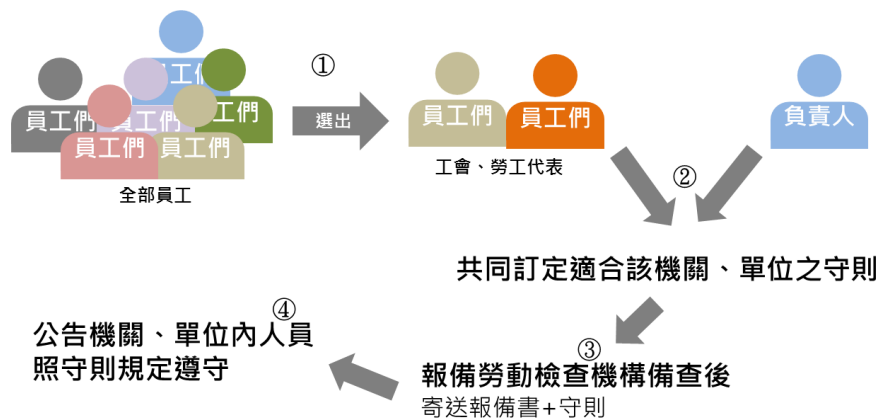 ①
員工們
員工們
員工們
工們
員工們
員工們
全部員工
選出
員工們
員工們
工會、勞工代表
負責人
②
共同訂定適合該機關、單位之守則
③
報備勞動檢查機構備查後
寄送報備書+守則
④
公告機關、單位內人員
照守則規定遵守